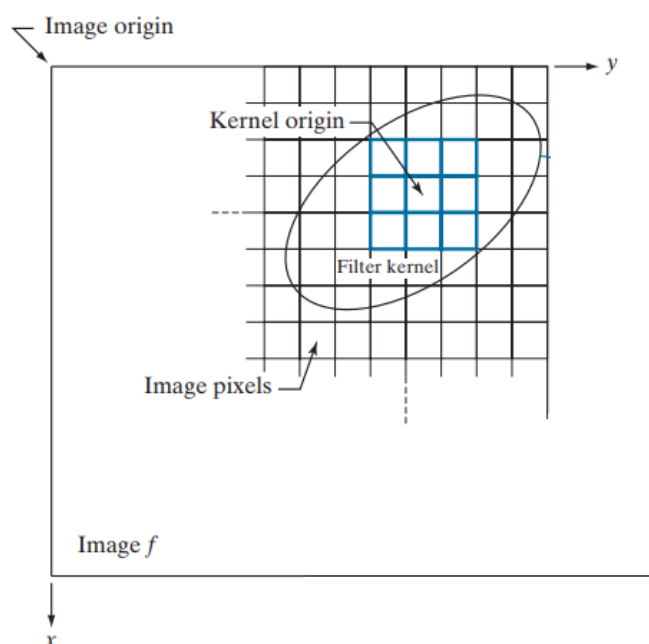 Image origin
y
Kernel origin
Filter kernel
Image pixels
Image f
x